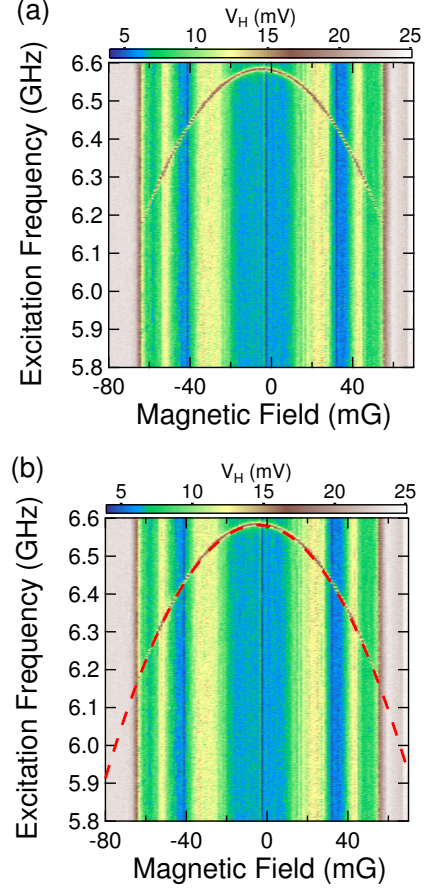 (a)
V_H (mV)
5 10 15 20 25
Excitation Frequency (GHz)
6.6
6.5
6.4
6.3
6.2
6.1
6.0
5.9
5.8
-80 -40 0 40
Magnetic Field (mG)
(b)
V_H (mV)
5 10 15 20 25
Excitation Frequency (GHz)
6.6
6.5
6.4
6.3
6.2
6.1
6.0
5.9
5.8
-80 -40 0 40
Magnetic Field (mG)